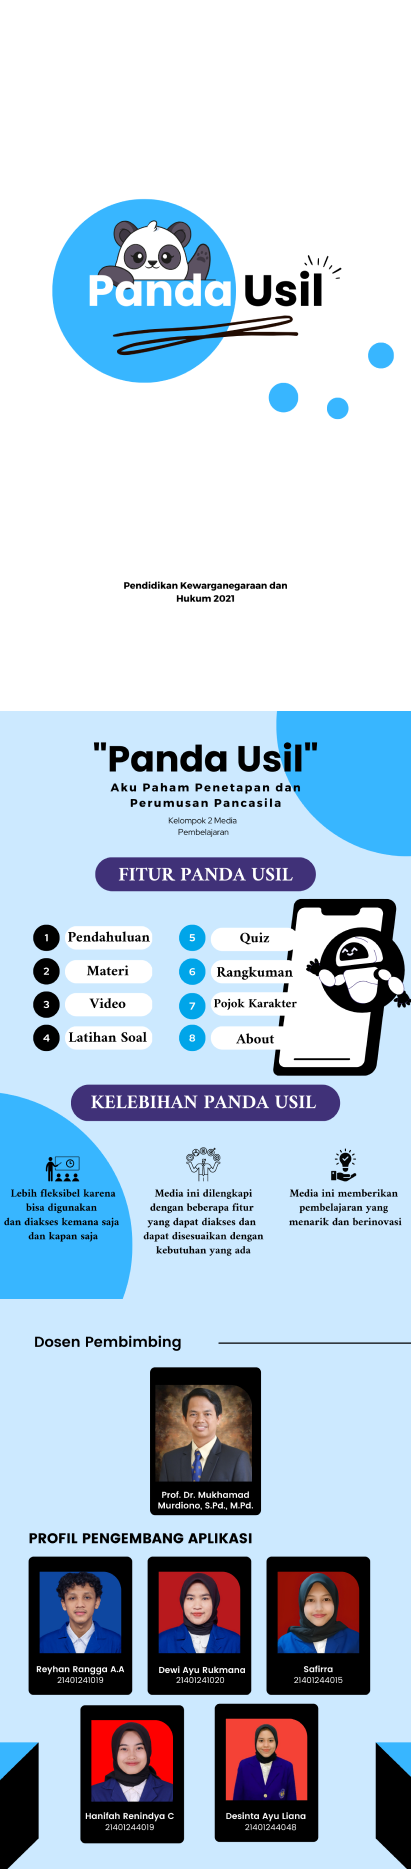 Panda Usil
Pendidikan Kewarganegaraan dan
Hukum 2021
"Panda Usil"
Aku Paham Penetapan dan
Perumusan Pancasila
Kelompok 2 Media
Pembelajaran
FITUR PANDA USIL
1 Pendahuluan
2 Materi
3 Video
4 Latihan Soal
5 Quiz
6 Rangkuman
7 Pojok Karakter
8 About
KELEBIHAN PANDA USIL
Lebih fleksibel karena
bisa digunakan
dan diakses kemana saja
dan kapan saja
Media ini dilengkapi
dengan beberapa fitur
yang dapat diakses dan
dapat disesuaikan dengan
kebutuhan yang ada
Media ini memberikan
pembelajaran yang
menarik dan berinovasi
Dosen Pembimbing
Prof. Dr. Mukhamad
Murdiono, S.Pd., M.Pd.
PROFIL PENGEMBANG APLIKASI
Reyhan Rangga A.A
21401241019
Dewi Ayu Rukmana
21401241020
Safirra
21401244015
Hanifah Renindya C
21401244019
Desinta Ayu Liana
21401244048